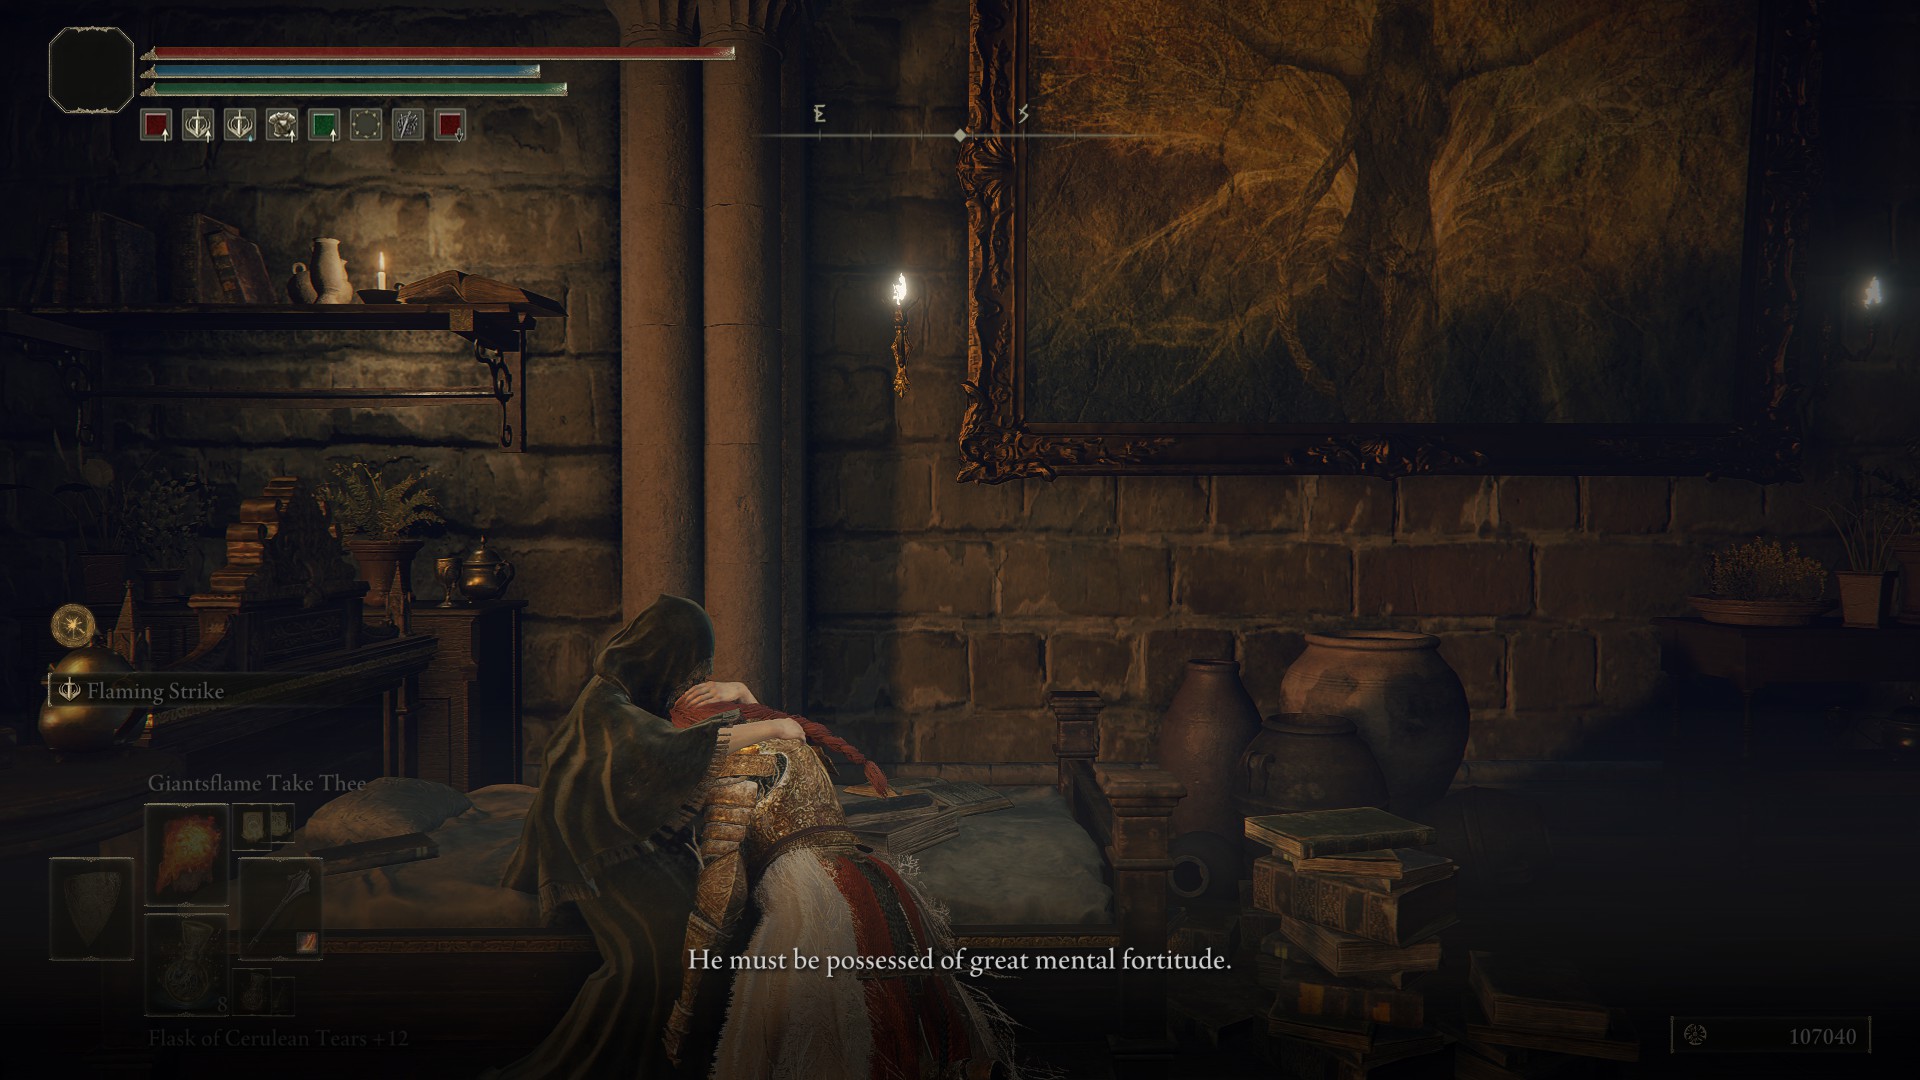 E
S
Flaming Strike
Giantsflame Take Thee
He must be possessed of great mental fortitude.
8
Flask of Cerulean Tears +12
107040